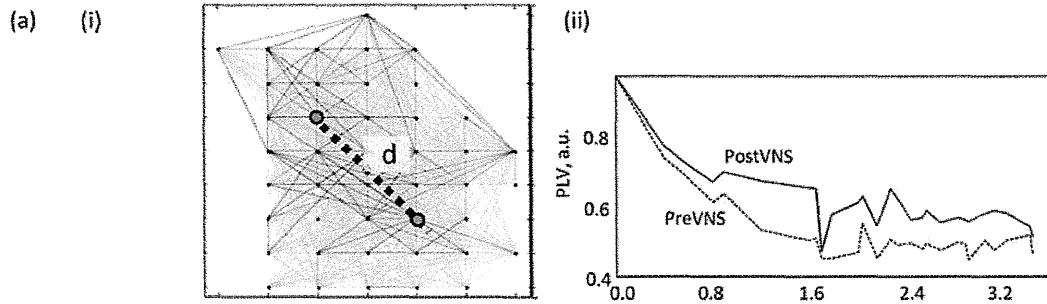 (a) (i) (ii)
d
PLV, a.u.
0.8
0.6
0.4
PostVNS
PreVNS
0.0 0.8 1.6 2.4 3.2